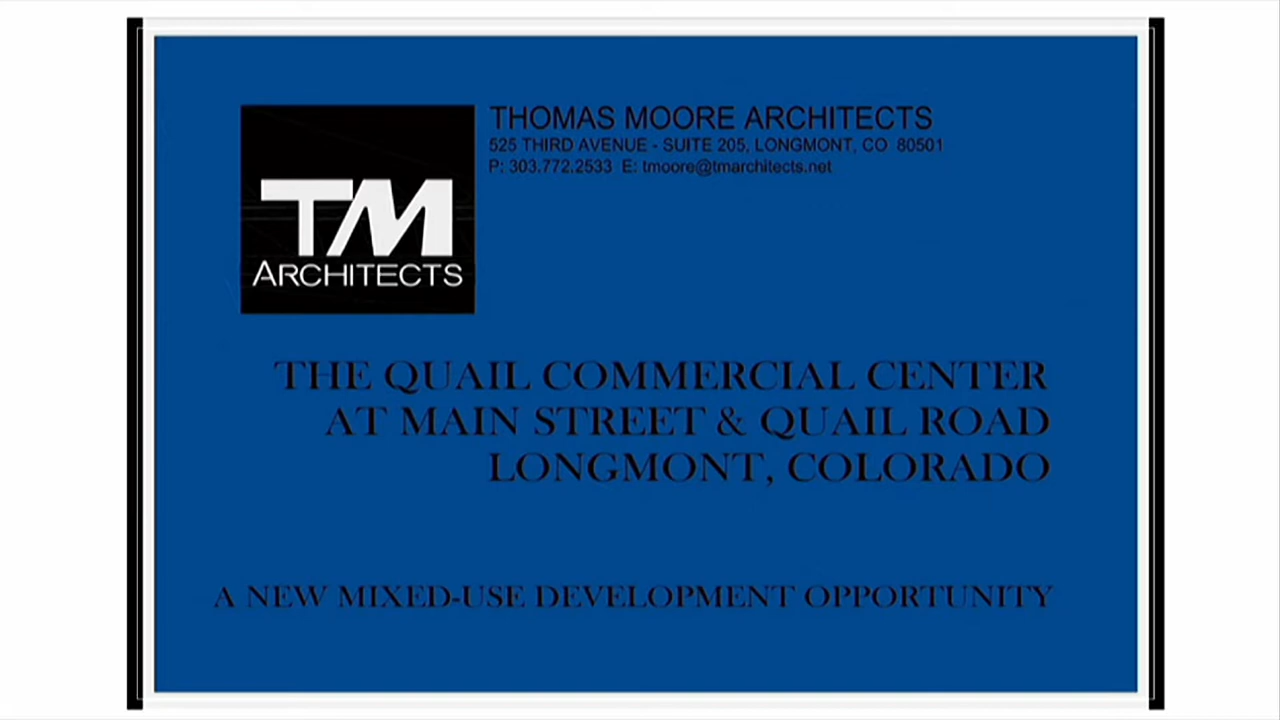 THOMAS MOORE ARCHITECTS
525 THIRD AVENUE - SUITE 205, LONGMONT, CO 80501
P: 303.772.2533 E: tmoore@tmarchitects.net
TM
ARCHITECTS
THE QUAIL COMMERCIAL CENTER
AT MAIN STREET & QUAIL ROAD
LONGMONT, COLORADO
A NEW MIXED-USE DEVELOPMENT OPPORTUNITY